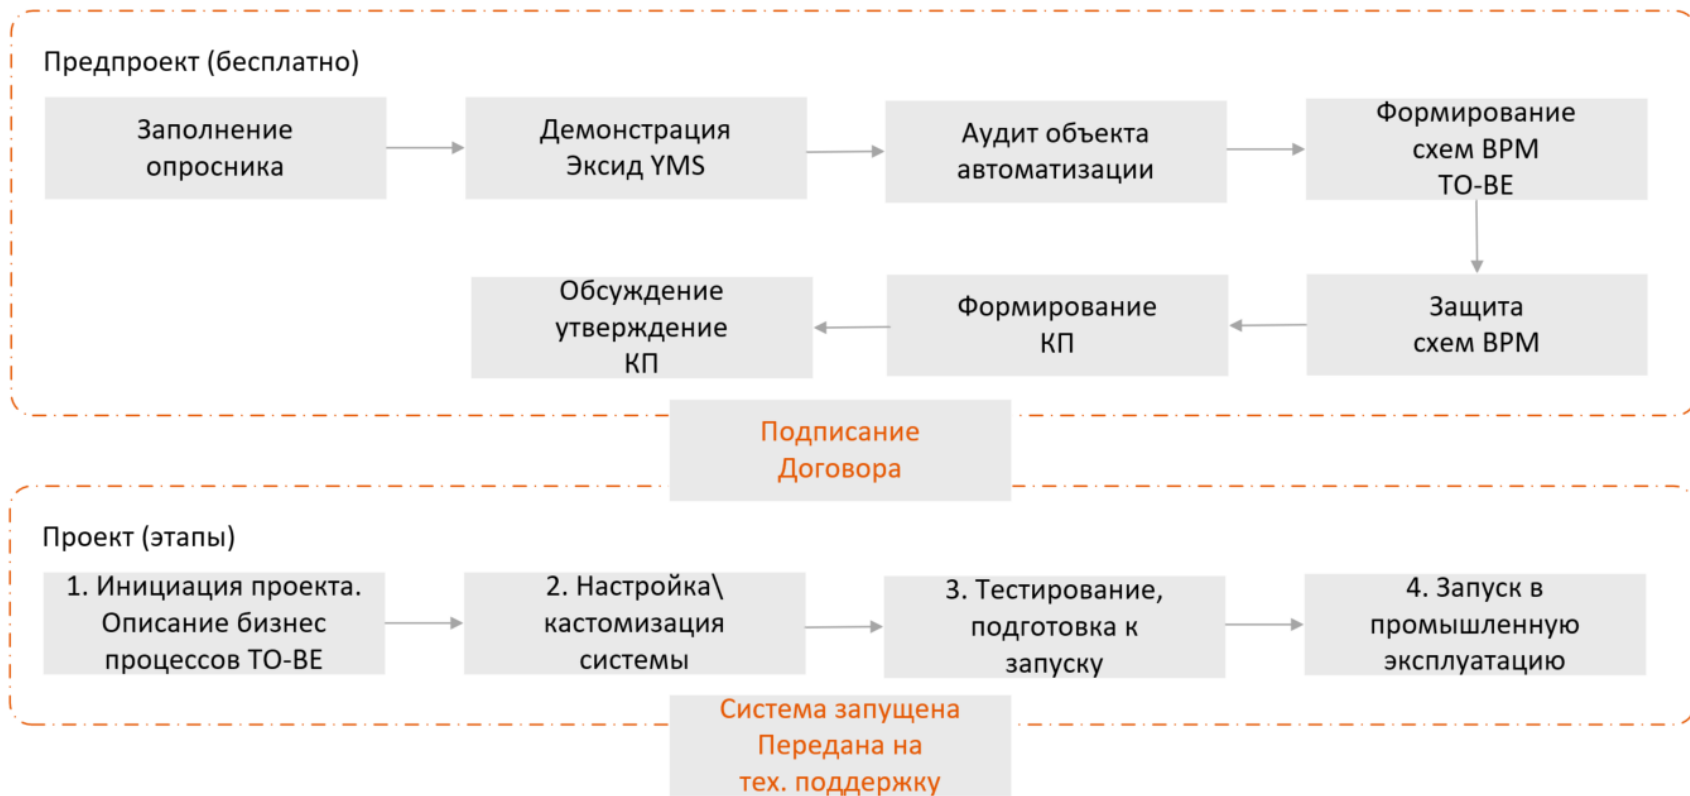 Предпроект (бесплатно)
Заполнение
опросника
Демонстрация
Эксид YMS
Аудит объекта
автоматизации
Формирование
схем BPM
TO-BE
Защита
схем BPM
Формирование
КП
Обсуждение
утверждение
КП
Подписание
Договора
Проект (этапы)
1. Инициация проекта.
Описание бизнес
процессов TO-BE
2. Настройка\
кастомизация
системы
3. Тестирование,
подготовка к
запуску
4. Запуск в
промышленную
эксплуатацию
Система запущена
Передана на
тех. поддержку